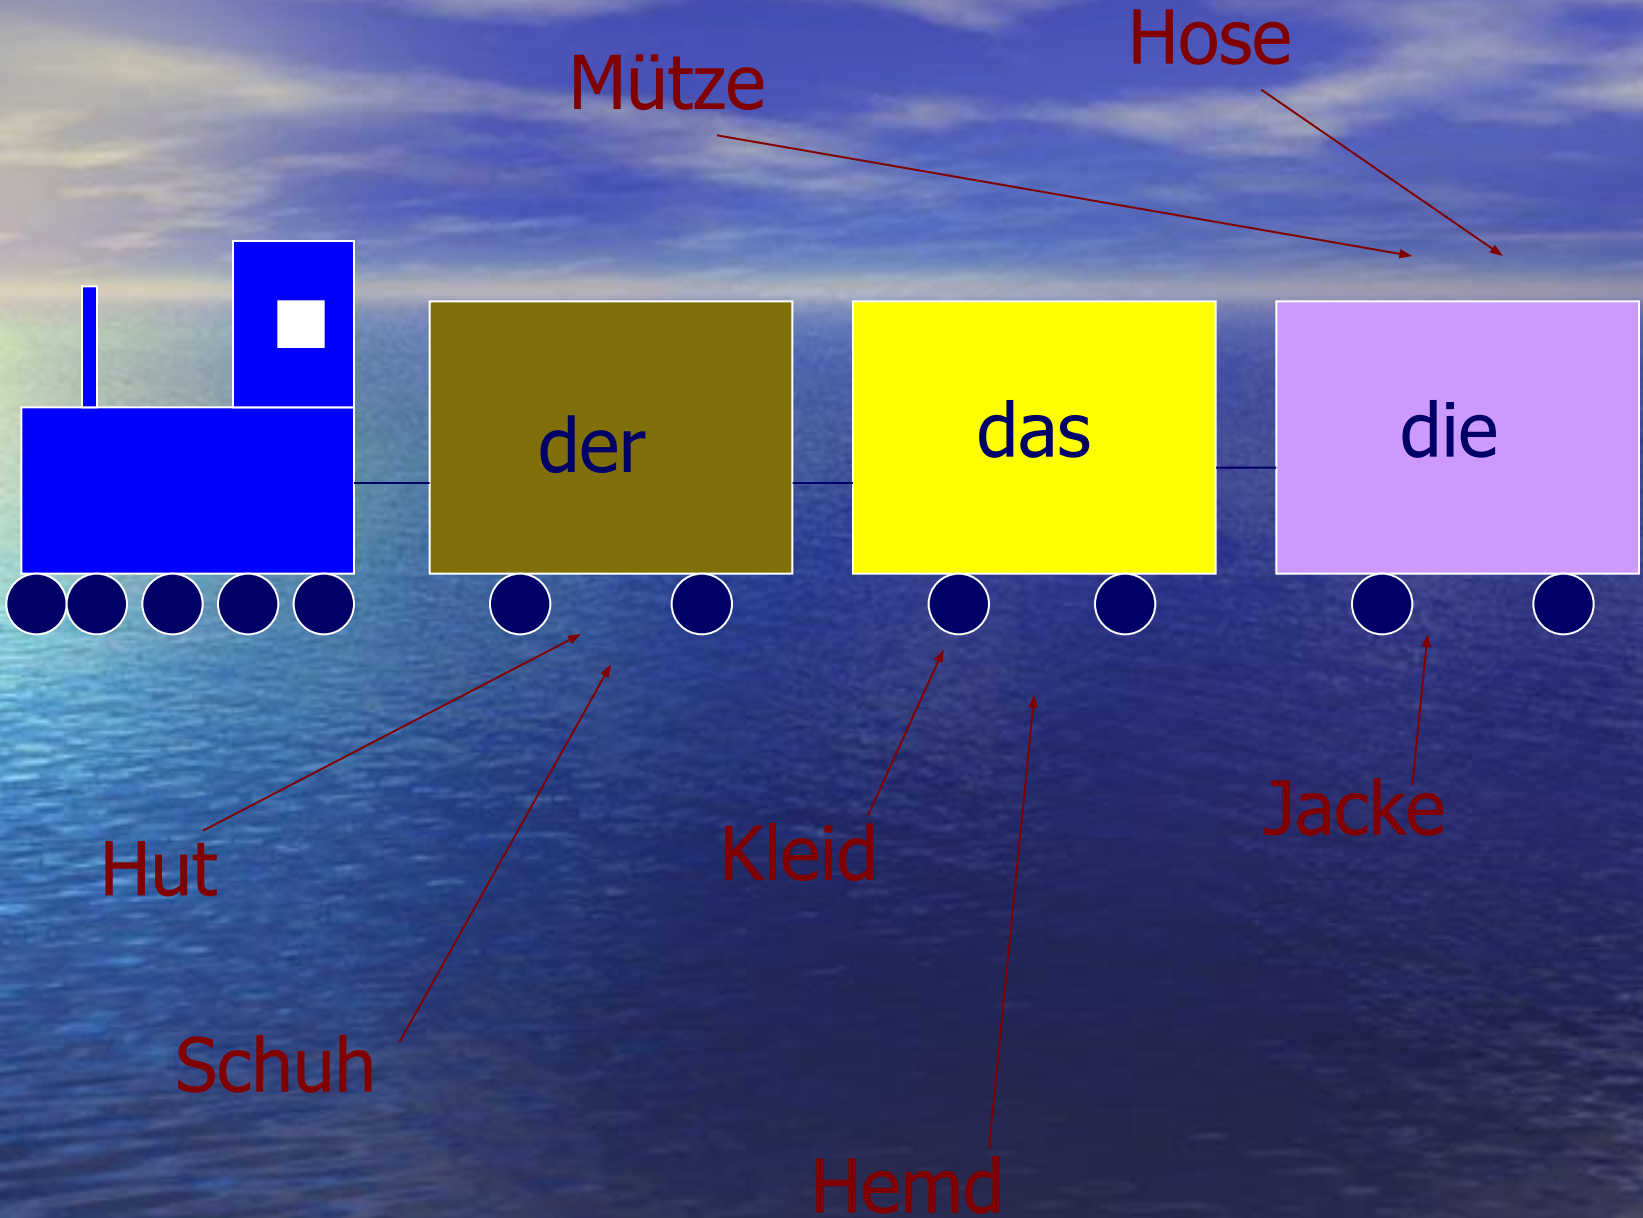 Hose
Mütze
der
das
die
Jacke
Kleid
Hut
Schuh
Hemd